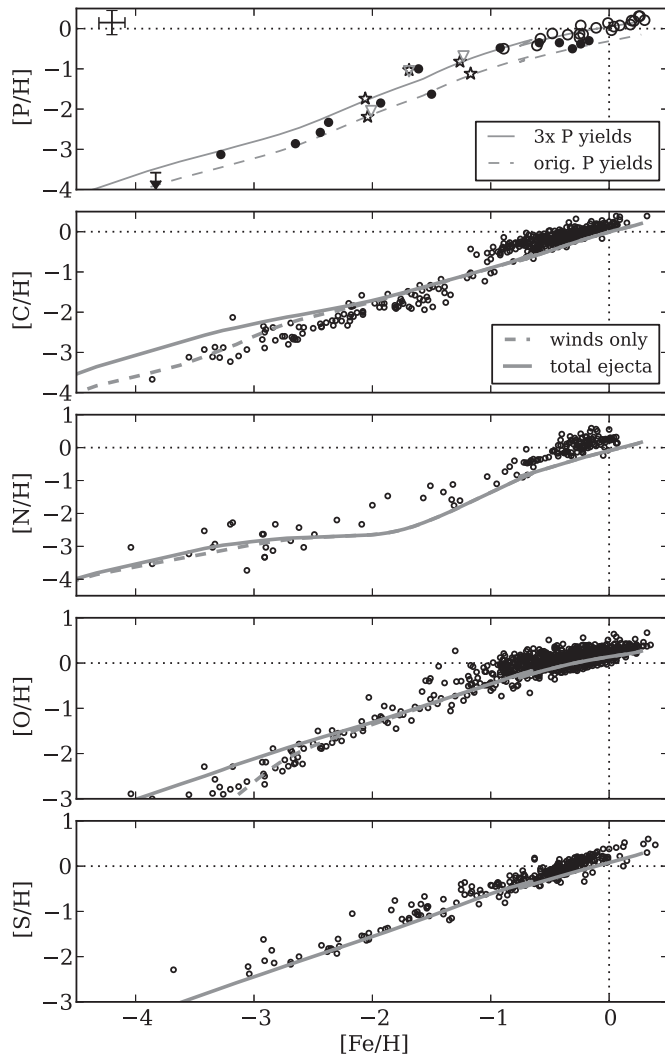 0
−1
−2
−3
−4
[P/H]
3x P yields
orig. P yields
0
−1
−2
−3
−4
[C/H]
winds only
total ejecta
1
0
−1
−2
−3
−4
[N/H]
1
0
−1
−2
−3
[O/H]
1
0
−1
−2
−3
[S/H]
−4 −3 −2 −1 0
[Fe/H]